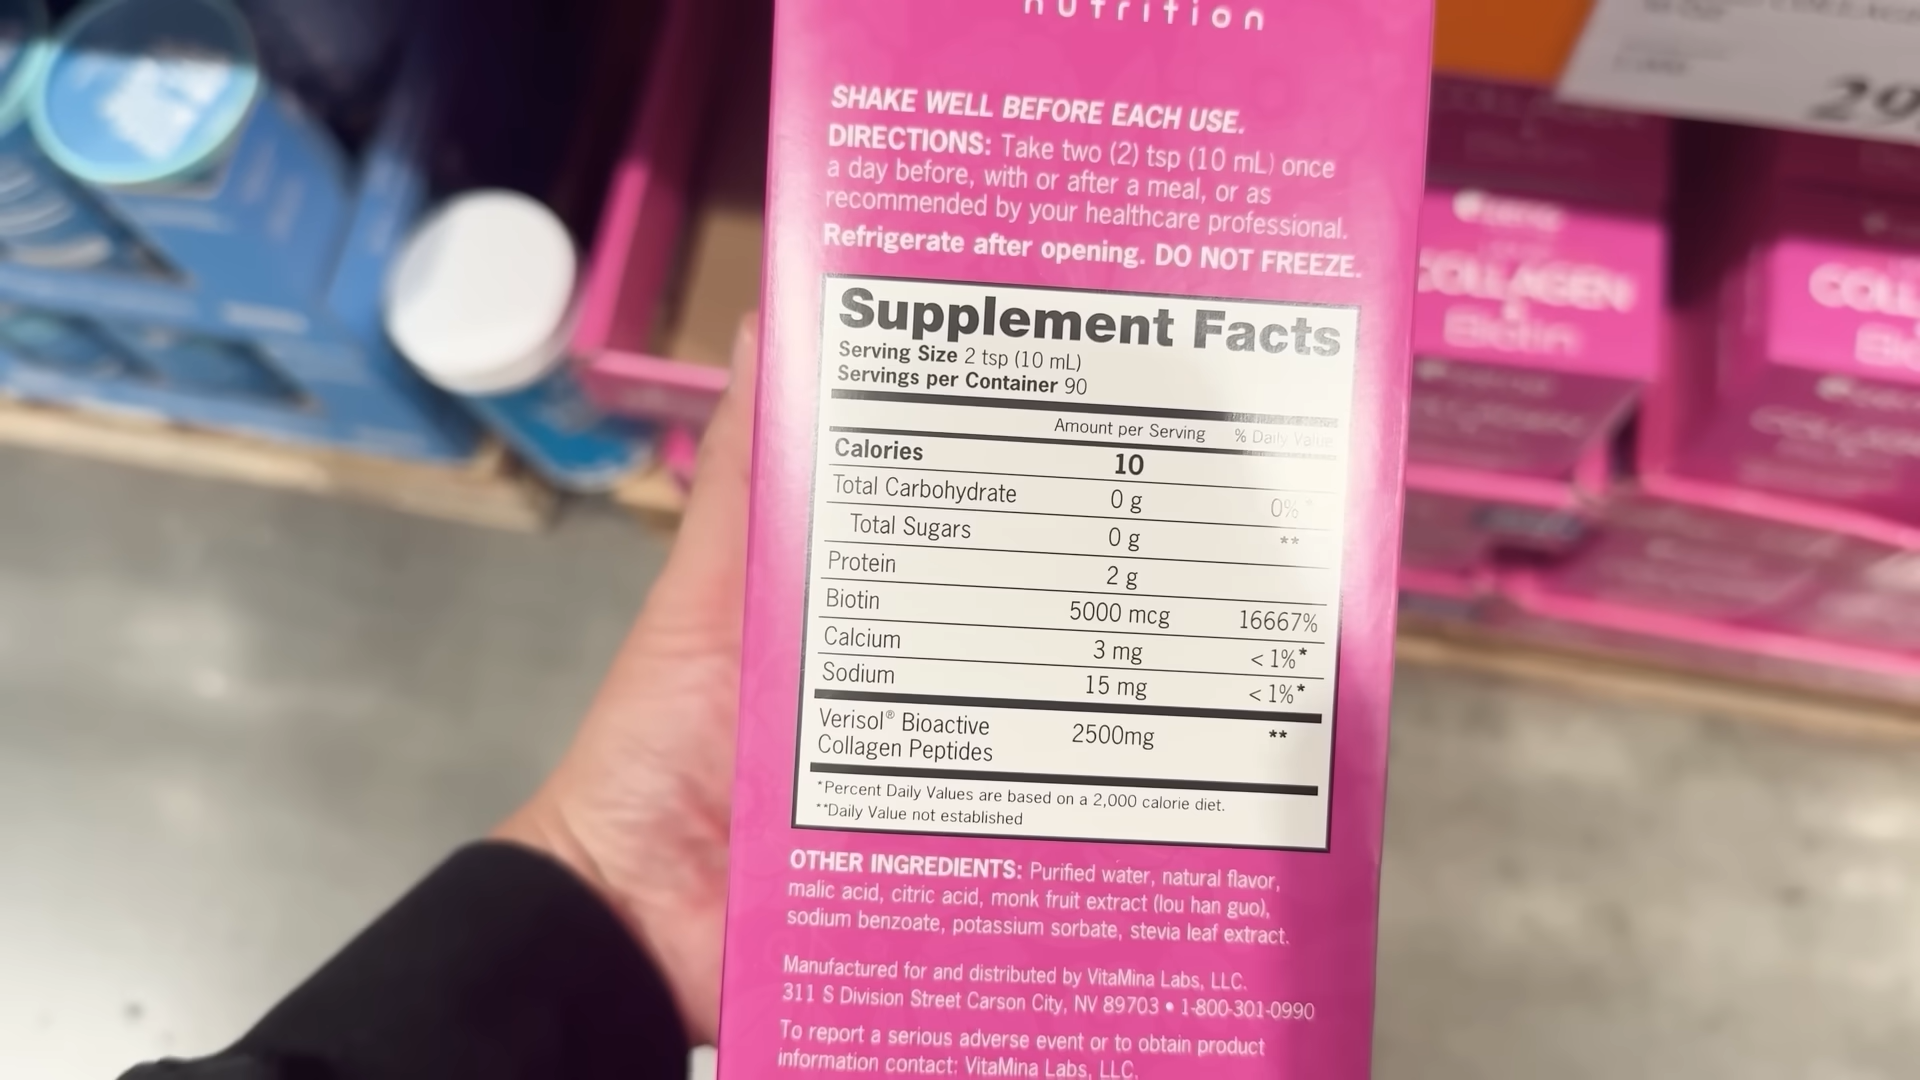 nutrition
SHAKE WELL BEFORE EACH USE.
DIRECTIONS: Take two (2) tsp (10 mL) once
a day before, with or after a meal, or as
recommended by your healthcare professional.
Refrigerate after opening. DO NOT FREEZE.
Supplement Facts
Serving Size 2 tsp (10 mL)
Servings per Container 90
Amount per Serving % Daily Value
Calories 10
Total Carbohydrate 0 g 0%*
Total Sugars 0 g **
Protein 2 g
Biotin 5000 mcg 16667%
Calcium 3 mg < 1%*
Sodium 15 mg < 1%*
Verisol® Bioactive
Collagen Peptides 2500mg **
*Percent Daily Values are based on a 2,000 calorie diet.
**Daily Value not established
OTHER INGREDIENTS: Purified water, natural flavor,
malic acid, citric acid, monk fruit extract (lou han guo),
sodium benzoate, potassium sorbate, stevia leaf extract.
Manufactured for and distributed by VitaMina Labs, LLC.
311 S Division Street Carson City, NV 89703 • 1-800-301-0990
To report a serious adverse event or to obtain product
information contact: VitaMina Labs, LLC.
29
COLLAGEN
&
Biotin
COLL